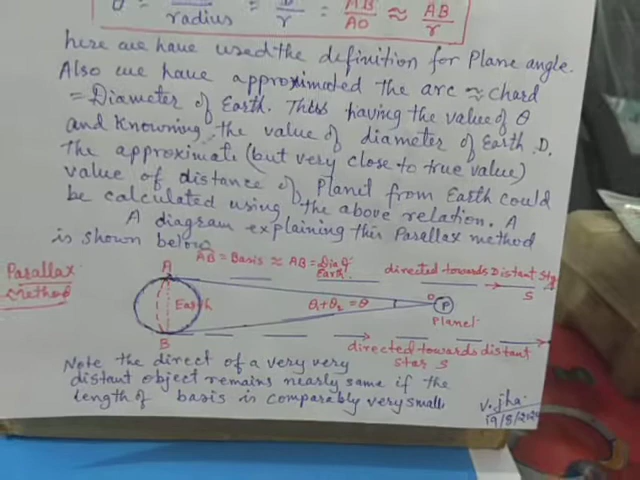 radius = r = AB/AO ≈ AB/r
here we have used the definition for Plane angle.
Also we have approximated the arc ≈ chord
= Diameter of Earth. Thus having the value of θ
and Knowning the value of diameter of Earth D.
The approximate (but very close to true value)
value of distance of Planet from Earth could
be calculated using the above relation. A
A diagram explaining this Parallax method
is shown below
AB = Basis ≈ AB = Dia of Earth.
directed towards Distant Star
S
Parallax
Method
A
Earth
θ1+θ2 = θ
O
P
Planet
B
directed towards distant
star S
Note the direct of a very very
distant object remains nearly same if the
length of basis is comparably very small.
V. Jha